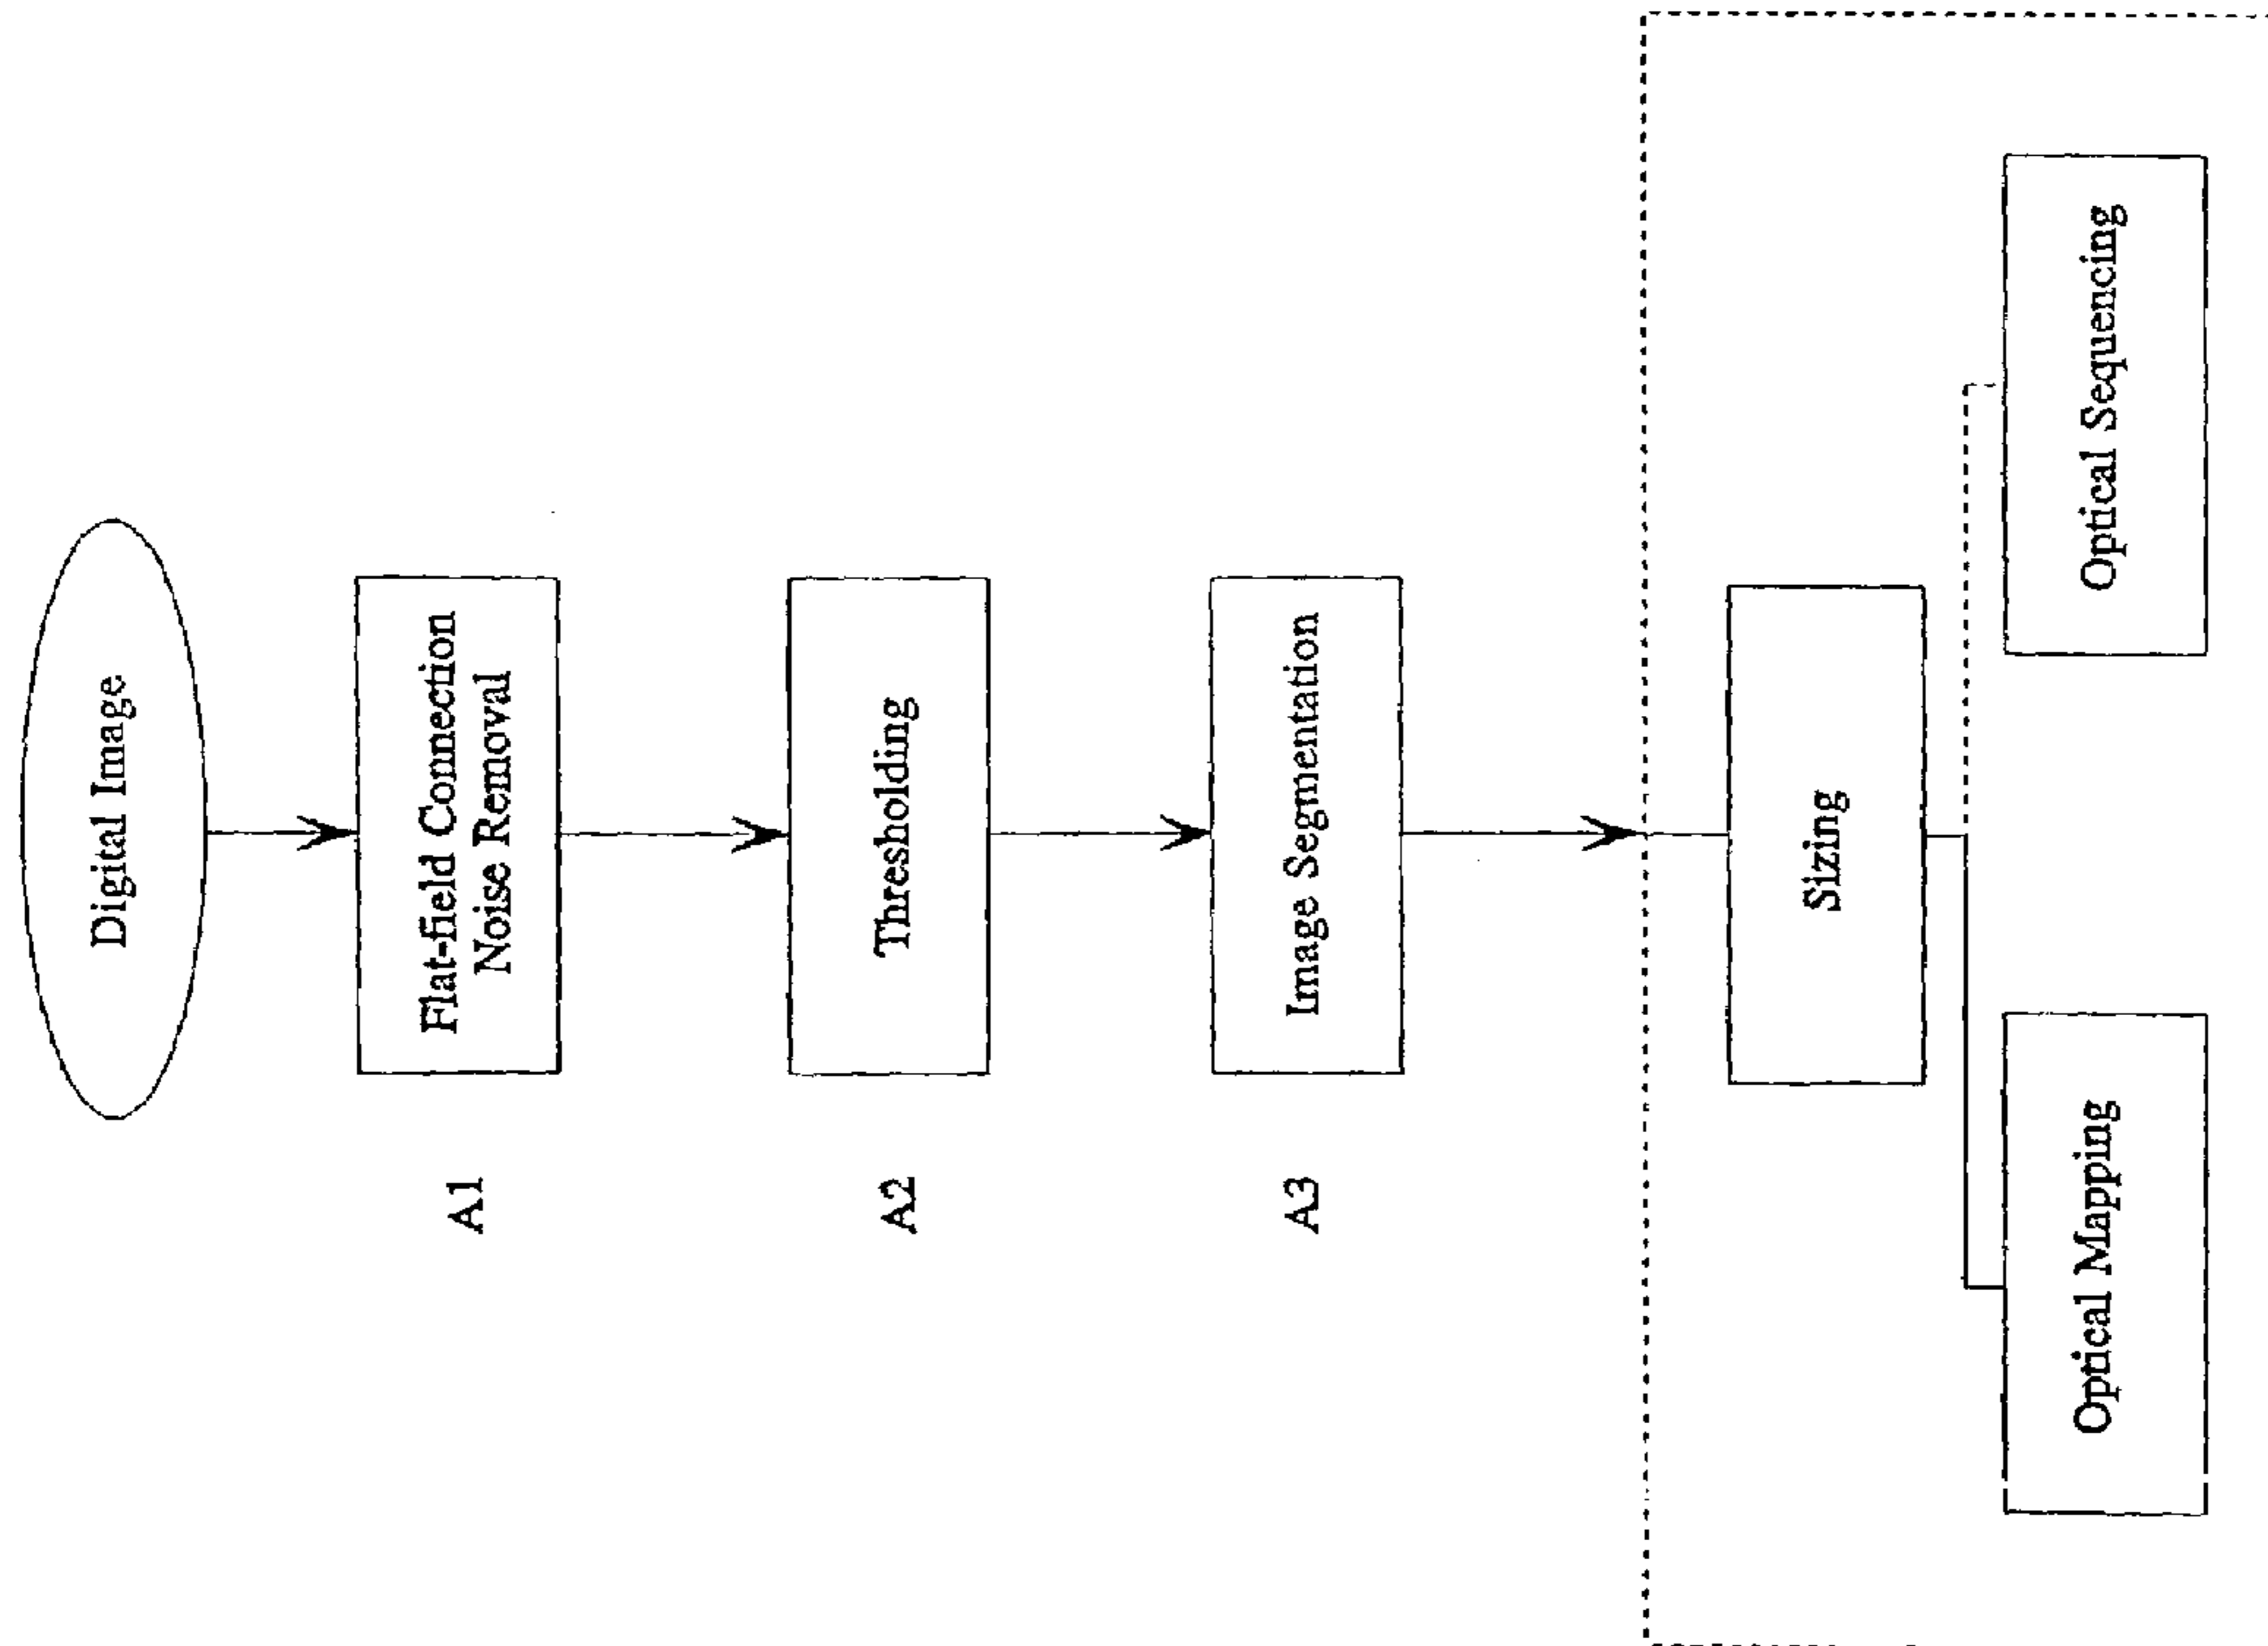 Digital Image
A1
Flat-field Connection
Noise Removal
A2
Thresholding
A3
Image Segmentation
Sizing
Optical Mapping
Optical Sequencing